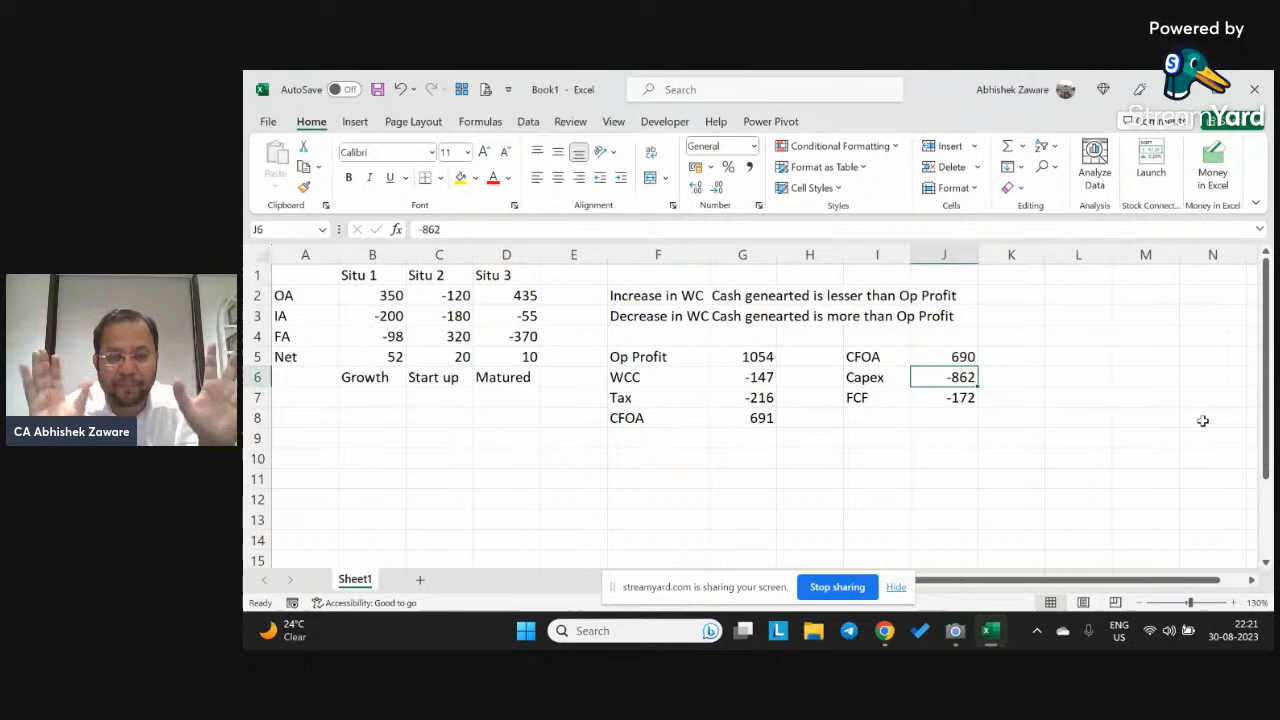 Powered by
StreamYard
AutoSave Off
Book1 - Excel
Search
Abhishek Zaware
File Home Insert Page Layout Formulas Data Review View Developer Help Power Pivot
Comments
Paste
Calibri 11
B I U
General
Conditional Formatting
Format as Table
Cell Styles
Insert
Delete
Format
Analyze
Data
Launch
Money
in Excel
Clipboard Font Alignment Number Styles Cells Editing Analysis Stock Connect... Money in Excel
J6 fx -862
A B C D E F G H I J K L M N
1 Situ 1 Situ 2 Situ 3
2 OA 350 -120 435 Increase in WC Cash genearted is lesser than Op Profit
3 IA -200 -180 -55 Decrease in WC Cash genearted is more than Op Profit
4 FA -98 320 -370
5 Net 52 20 10 Op Profit 1054 CFOA 690
6 Growth Start up Matured WCC -147 Capex -862
7 Tax -216 FCF -172
8 CFOA 691
9
10
11
12
13
14
15
CA Abhishek Zaware
Sheet1
streamyard.com is sharing your screen. Stop sharing Hide
Ready Accessibility: Good to go 130%
24°C
Clear
Search
ENG
US
22:21
30-08-2023